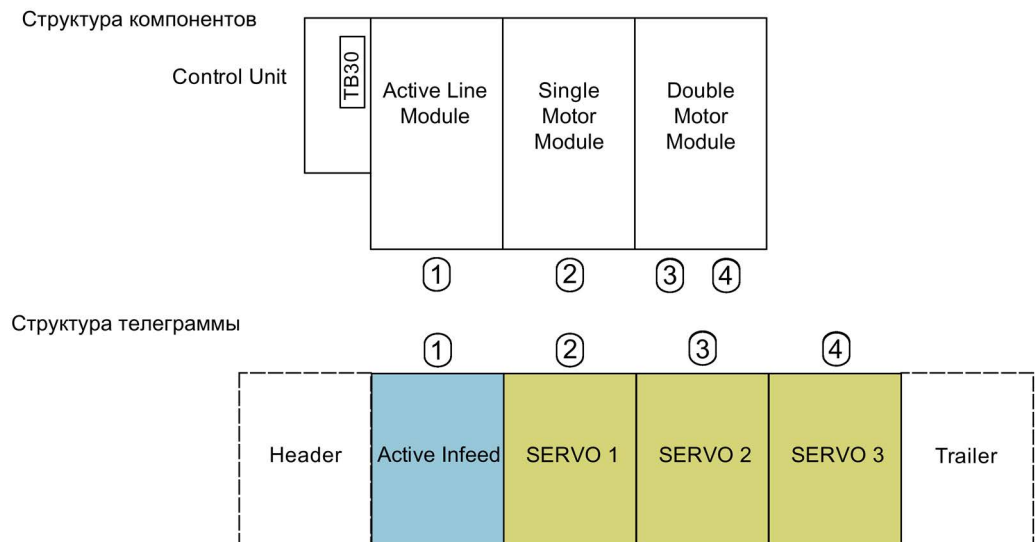 Структура компонентов
Control Unit
TB30
Active Line
Module
Single
Motor
Module
Double
Motor
Module
1
2
3
4
Структура телеграммы
1
2
3
4
Header
Active Infeed
SERVO 1
SERVO 2
SERVO 3
Trailer